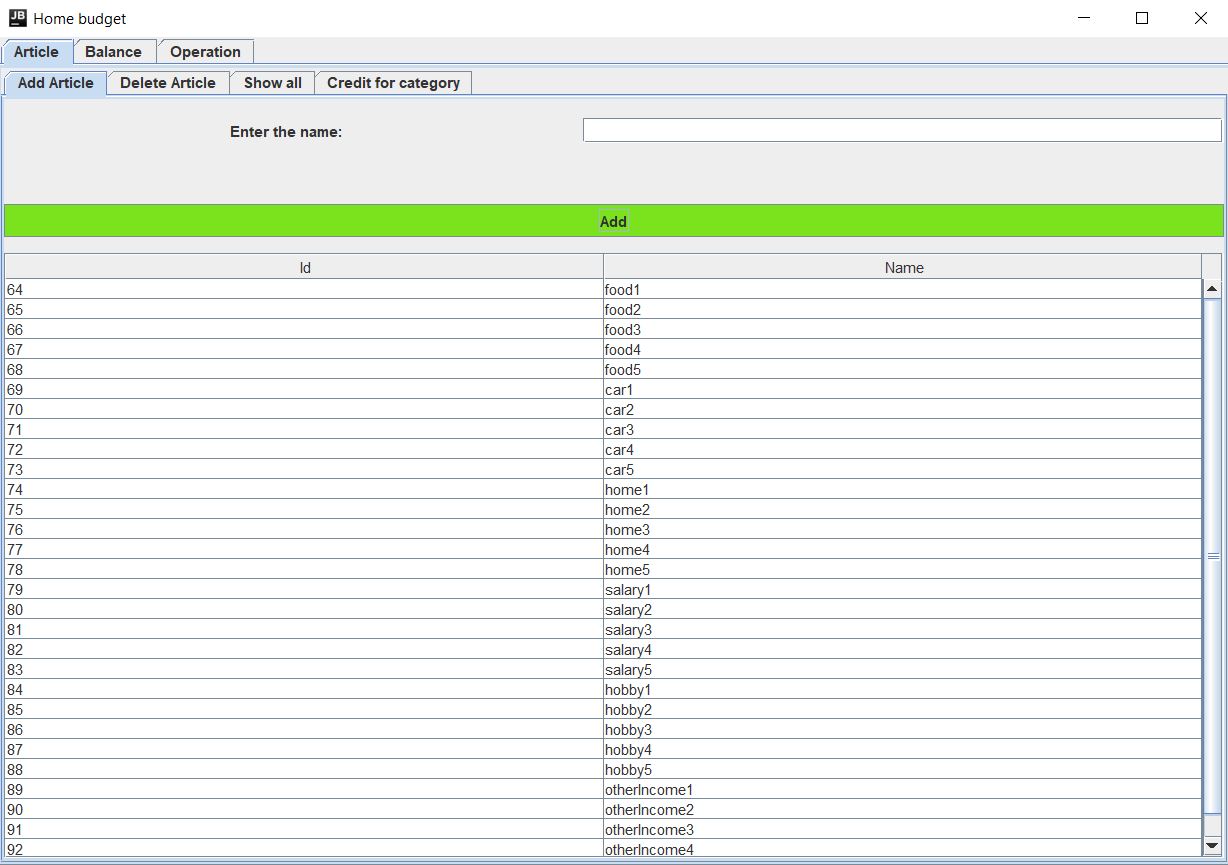 JB Home budget
Article Balance Operation
Add Article Delete Article Show all Credit for category
Enter the name:
Add
Id Name
64 food1
65 food2
66 food3
67 food4
68 food5
69 car1
70 car2
71 car3
72 car4
73 car5
74 home1
75 home2
76 home3
77 home4
78 home5
79 salary1
80 salary2
81 salary3
82 salary4
83 salary5
84 hobby1
85 hobby2
86 hobby3
87 hobby4
88 hobby5
89 otherIncome1
90 otherIncome2
91 otherIncome3
92 otherIncome4